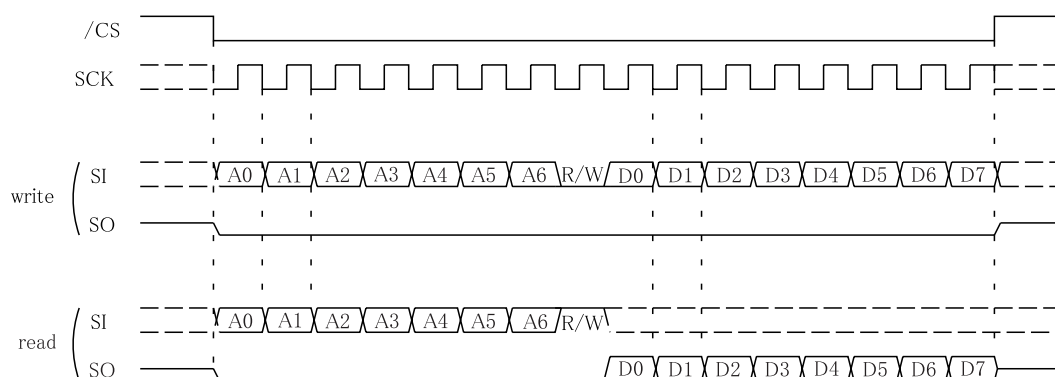 /CS
SCK
write
SI A0 A1 A2 A3 A4 A5 A6 R/W D0 D1 D2 D3 D4 D5 D6 D7
SO
read
SI A0 A1 A2 A3 A4 A5 A6 R/W
SO D0 D1 D2 D3 D4 D5 D6 D7